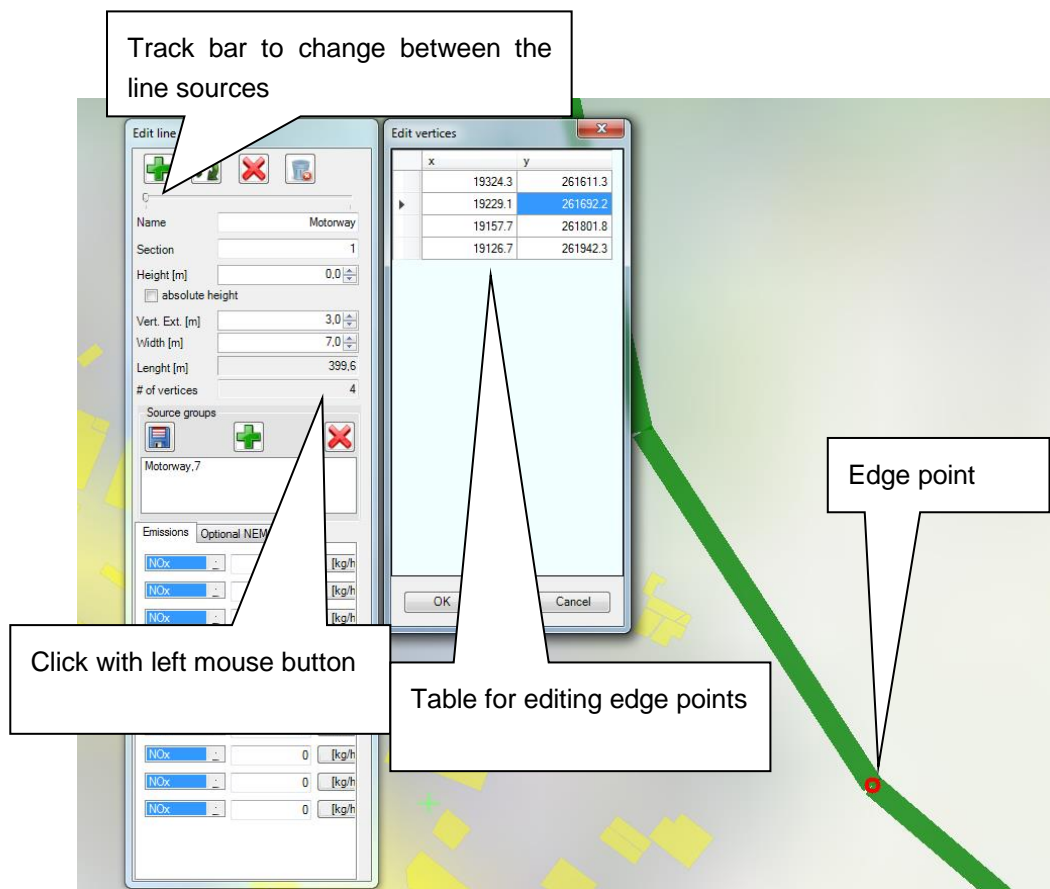 Track bar to change between the
line sources
Edit line
Name
Motorway
Section
1
Height [m]
0,0
absolute height
Vert. Ext. [m]
3,0
Width [m]
7,0
Lenght [m]
399,6
# of vertices
4
Source groups
Motorway,7
Emissions
Optional NEM
NOx
[kg/h
NOx
[kg/h
NOx
[kg/h
Click with left mouse button
NOx
0
[kg/h
NOx
0
[kg/h
NOx
0
[kg/h
Edit vertices
x
y
19324.3
261611.3
19229.1
261692.2
19157.7
261801.8
19126.7
261942.3
OK
Cancel
Table for editing edge points
Edge point